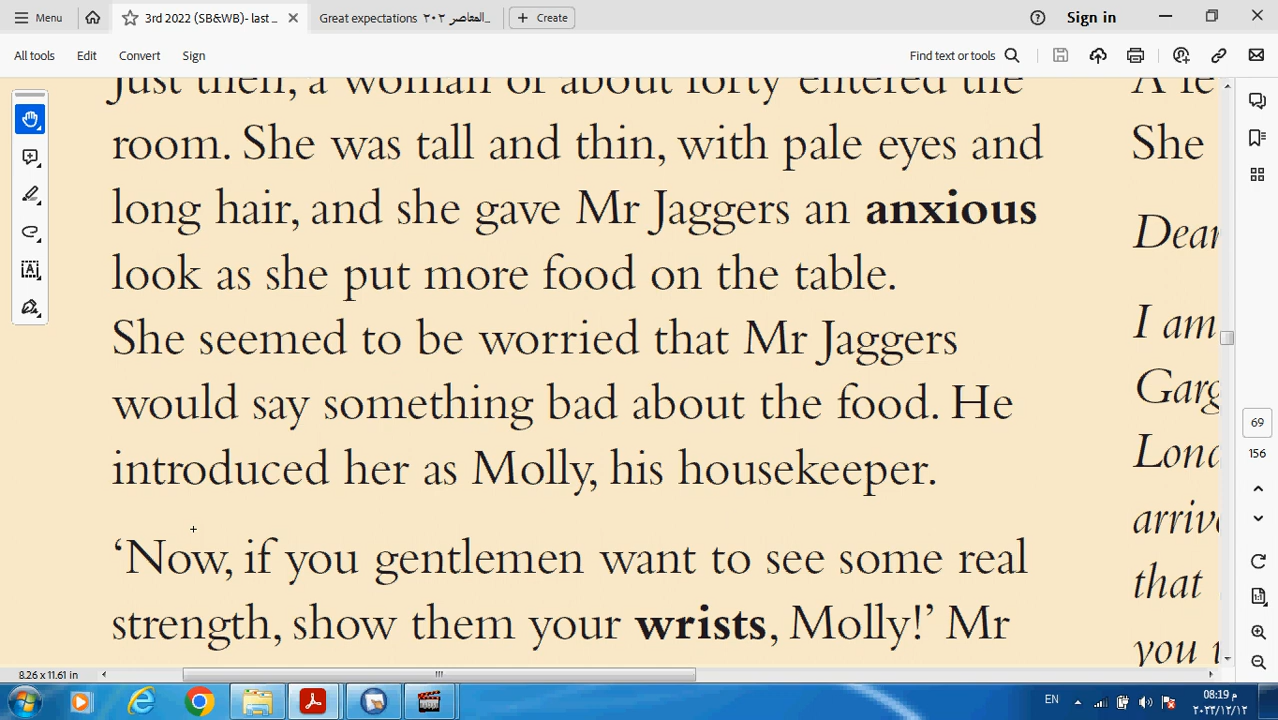 Menu
3rd 2022 (SB&WB)- last ...
Great expectations المعاصر ٢٠٢...
Create
Sign in
All tools
Edit
Convert
Sign
Find text or tools
Just then, a woman of about forty entered the
room. She was tall and thin, with pale eyes and
long hair, and she gave Mr Jaggers an anxious
look as she put more food on the table.
She seemed to be worried that Mr Jaggers
would say something bad about the food. He
introduced her as Molly, his housekeeper.
‘Now, if you gentlemen want to see some real
strength, show them your wrists, Molly!’ Mr
She
Dear
I am
Garg
Lond
arrive
that
you
69
156
8.26 x 11.61 in
EN
08:19 م
٢٠٢٣/١٢/١٢